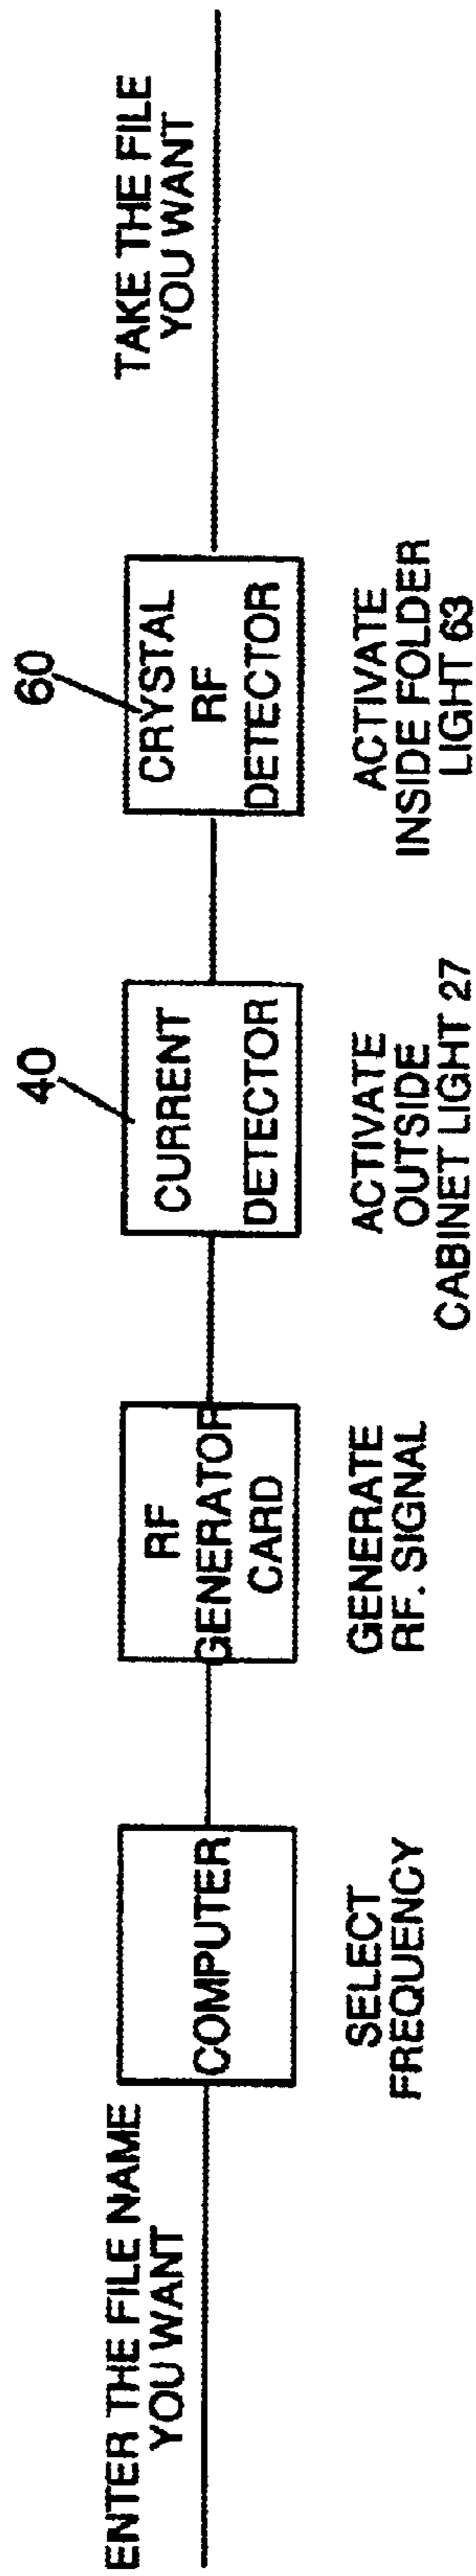 ENTER THE FILE NAME
YOU WANT
COMPUTER
SELECT
FREQUENCY
RF
GENERATOR
CARD
GENERATE
RF. SIGNAL
40
CURRENT
DETECTOR
ACTIVATE
OUTSIDE
CABINET LIGHT 27
60
CRYSTAL
RF
DETECTOR
ACTIVATE
INSIDE FOLDER
LIGHT 63
TAKE THE FILE
YOU WANT